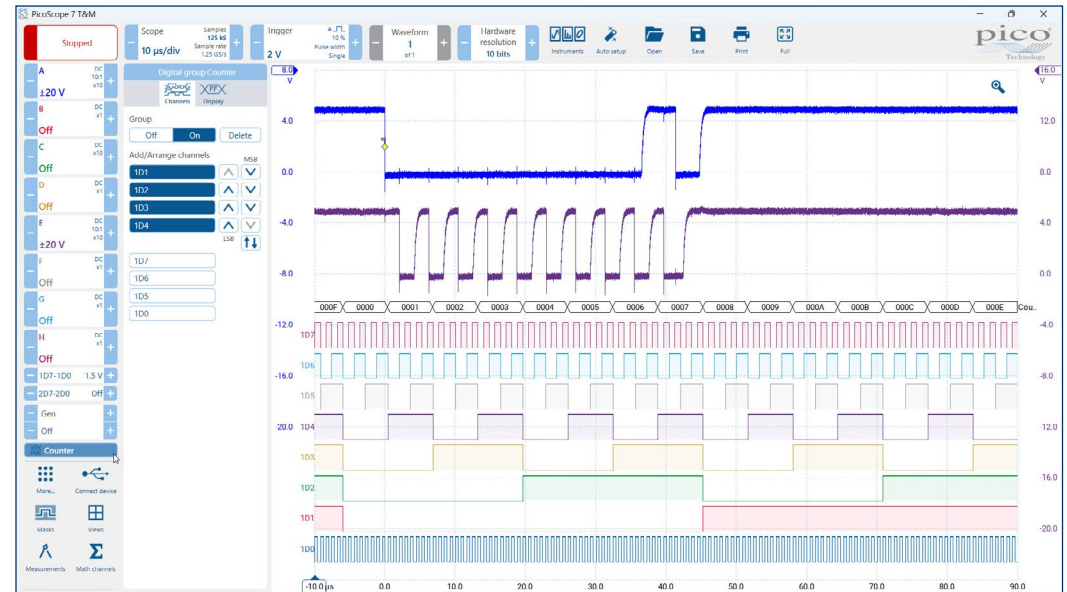 PicoScope 7 T&M
Stopped
Scope
10 µs/div
Samples
125 kS
Sample rate
1.25 GS/s
Trigger
2 V
A
10 %
Pulse width
Single
Waveform
1
of 1
Hardware
resolution
10 bits
Instruments
Auto setup
Open
Save
Print
Full
pico
Technology
A
DC
10:1
x10
±20 V
B
DC
x1
Off
C
DC
x10
Off
D
DC
x1
Off
E
DC
10:1
x10
±20 V
F
DC
x1
Off
G
DC
x1
Off
H
DC
x1
Off
1D7-1D0 1.5 V
2D7-2D0 Off
Gen
Off
Counter
More...
Connect device
Masks
Views
Measurements
Math channels
Digital group Counter
Channels
Display
Group
Off On Delete
Add/Arrange channels
MSB
1D1
1D2
1D3
1D4
LSB
1D7
1D6
1D5
1D0
8.0
V
4.0
0.0
-4.0
-8.0
-12.0
-16.0
-20.0
16.0
V
12.0
8.0
4.0
0.0
-4.0
-8.0
-12.0
-16.0
-20.0
000F 0000 0001 0002 0003 0004 0005 0006 0007 0008 0009 000A 000B 000C 000D 000E Cou..
1D7
1D6
1D5
1D4
1D3
1D2
1D1
1D0
-10.0 µs 0.0 10.0 20.0 30.0 40.0 50.0 60.0 70.0 80.0 90.0